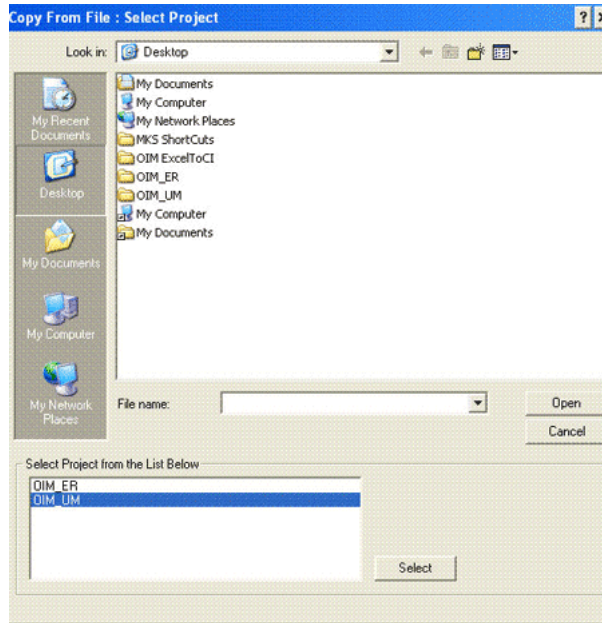 Copy From File : Select Project
Look in: Desktop
My Recent
Documents
Desktop
My Documents
My Computer
My Network
Places
My Documents
My Computer
My Network Places
MKS ShortCuts
OIM ExcelToCI
OIM_ER
OIM_UM
My Computer
My Documents
File name:
Open
Cancel
Select Project from the List Below
OIM_ER
OIM_UM
Select